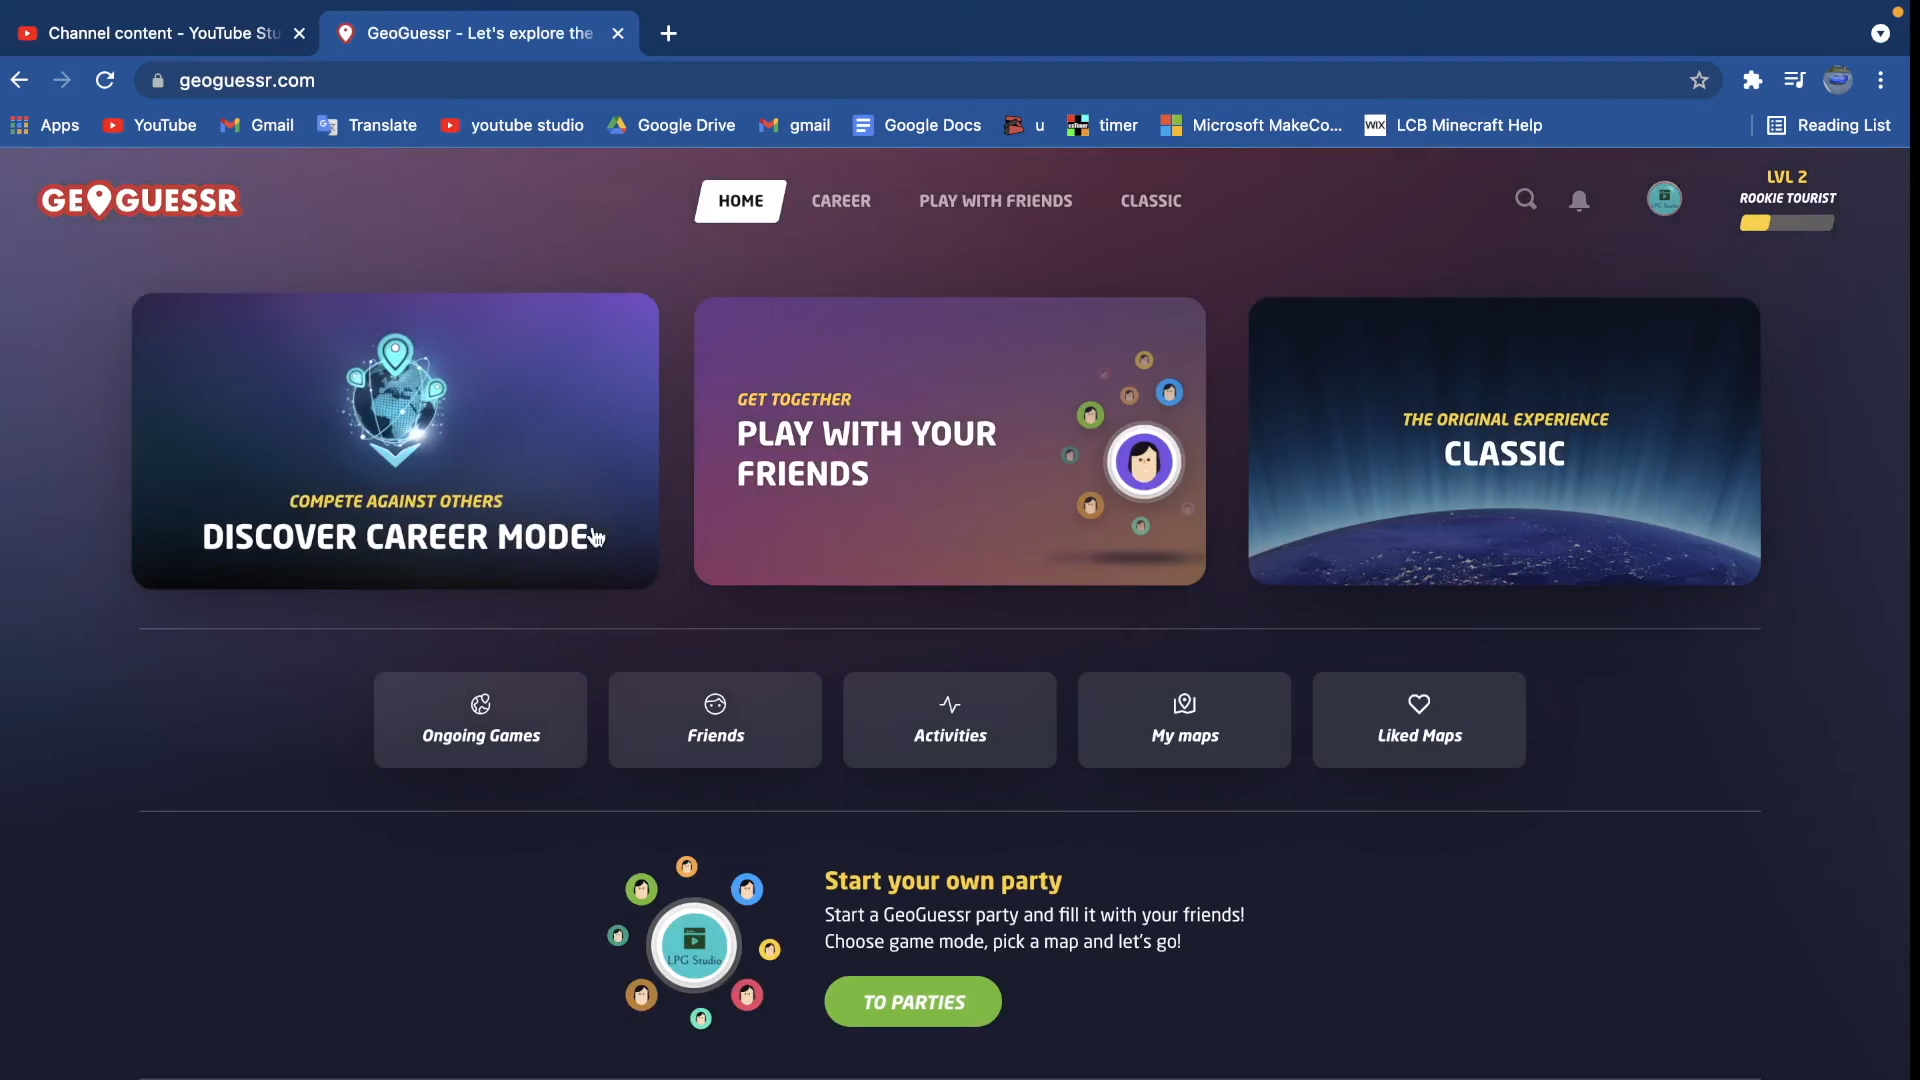 Channel content - YouTube Stu
GeoGuessr - Let's explore the
geoguessr.com
Apps
YouTube
Gmail
Translate
youtube studio
Google Drive
gmail
Google Docs
u
timer
Microsoft MakeCo...
WIX
LCB Minecraft Help
Reading List
GEOGUESSR
HOME
CAREER
PLAY WITH FRIENDS
CLASSIC
LVL 2
ROOKIE TOURIST
COMPETE AGAINST OTHERS
DISCOVER CAREER MODE
GET TOGETHER
PLAY WITH YOUR
FRIENDS
THE ORIGINAL EXPERIENCE
CLASSIC
Ongoing Games
Friends
Activities
My maps
Liked Maps
LPG Studio
Start your own party
Start a GeoGuessr party and fill it with your friends!
Choose game mode, pick a map and let's go!
TO PARTIES